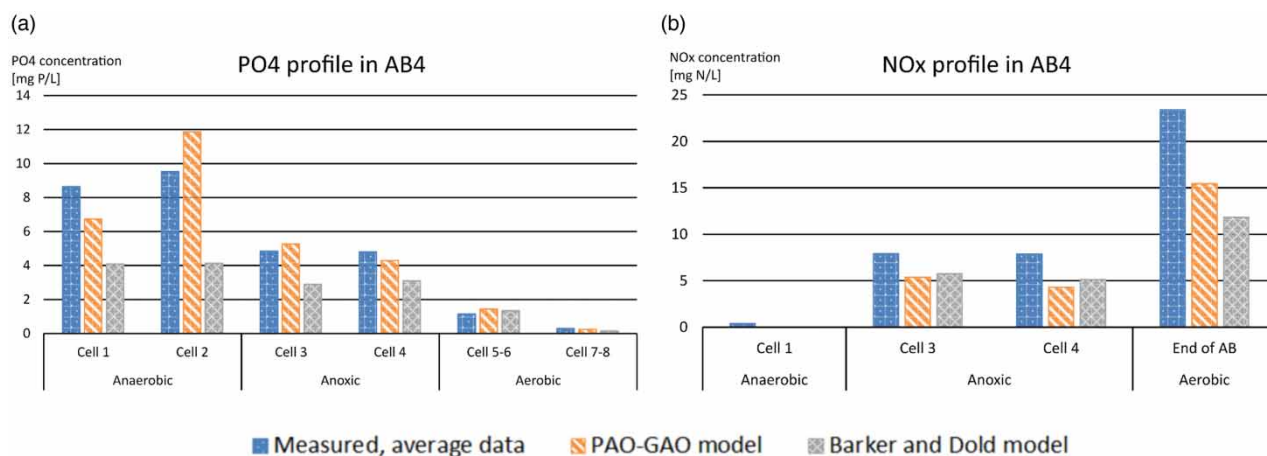 (a)
PO4 concentration
[mg P/L]
PO4 profile in AB4
14
12
10
8
6
4
2
0
Cell 1 Cell 2 Cell 3 Cell 4 Cell 5-6 Cell 7-8
Anaerobic Anoxic Aerobic
(b)
NOx concentration
[mg N/L]
NOx profile in AB4
25
20
15
10
5
0
Cell 1 Cell 3 Cell 4 End of AB
Anaerobic Anoxic Aerobic
Measured, average data PAO-GAO model Barker and Dold model